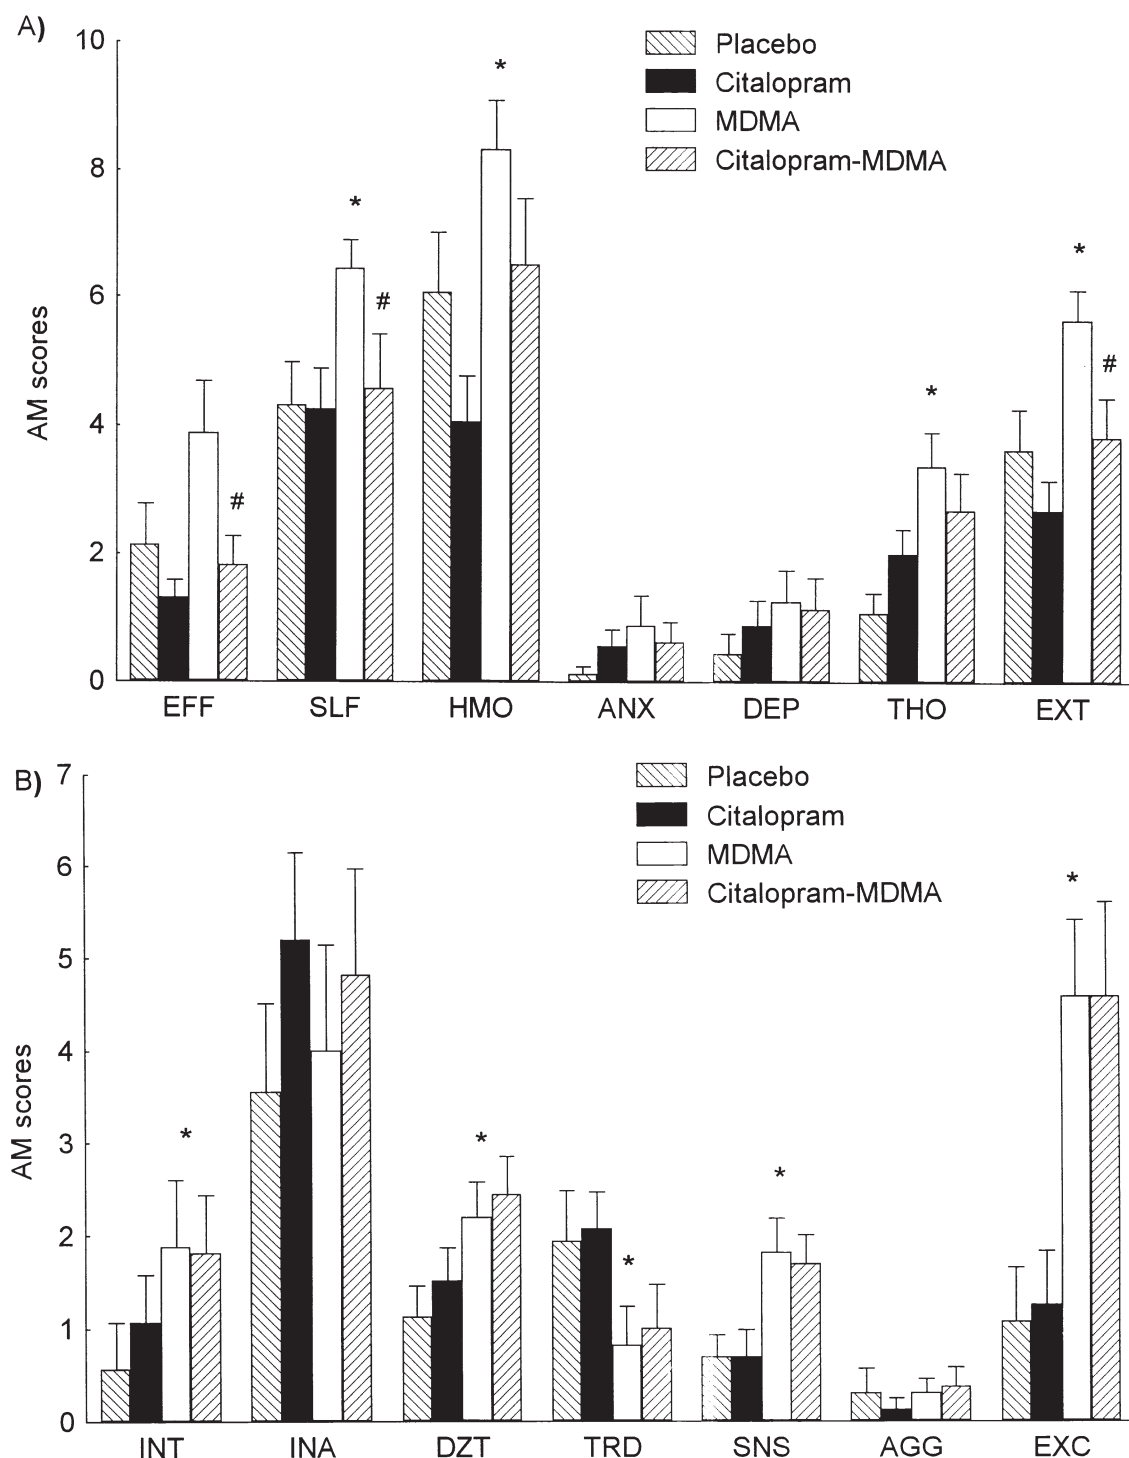 A)
10
8
6
4
2
0
AM scores
Placebo
Citalopram
MDMA
Citalopram-MDMA
*
*
#
#
*
*
#
EFF SLF HMO ANX DEP THO EXT
B)
7
6
5
4
3
2
1
0
AM scores
Placebo
Citalopram
MDMA
Citalopram-MDMA
*
*
*
*
*
INT INA DZT TRD SNS AGG EXC